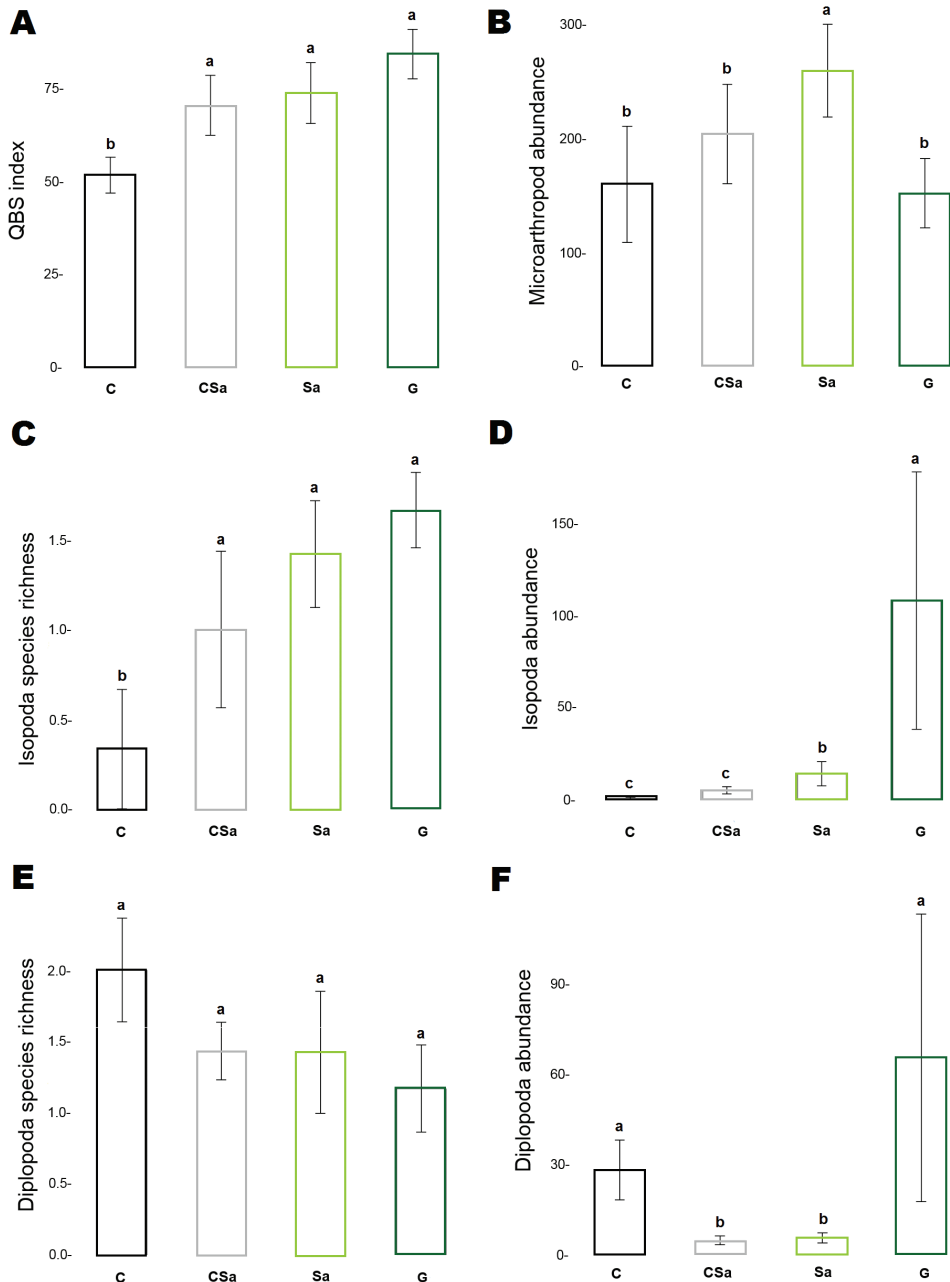 A
QBS index
75-
50-
25-
0-
b
a
a
a
C
CSa
Sa
G
B
Microarthropod abundance
300-
200-
100-
0-
b
b
a
b
C
CSa
Sa
G
C
Isopoda species richness
1.5-
1.0-
0.5-
0.0-
b
a
a
a
C
CSa
Sa
G
D
Isopoda abundance
150-
100-
50-
0-
c
c
b
a
C
CSa
Sa
G
E
Diplopoda species richness
2.0-
1.5-
1.0-
0.5-
0.0-
a
a
a
a
C
CSa
Sa
G
F
Diplopoda abundance
90-
60-
30-
0-
a
b
b
a
C
CSa
Sa
G